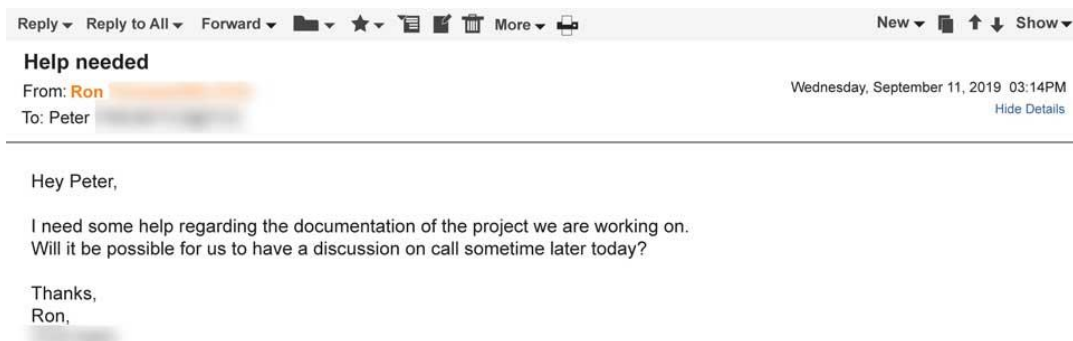 Reply Reply to All Forward More New Show
Help needed
From: Ron
Wednesday, September 11, 2019 03:14PM
To: Peter
Hide Details
Hey Peter,
I need some help regarding the documentation of the project we are working on.
Will it be possible for us to have a discussion on call sometime later today?
Thanks,
Ron,